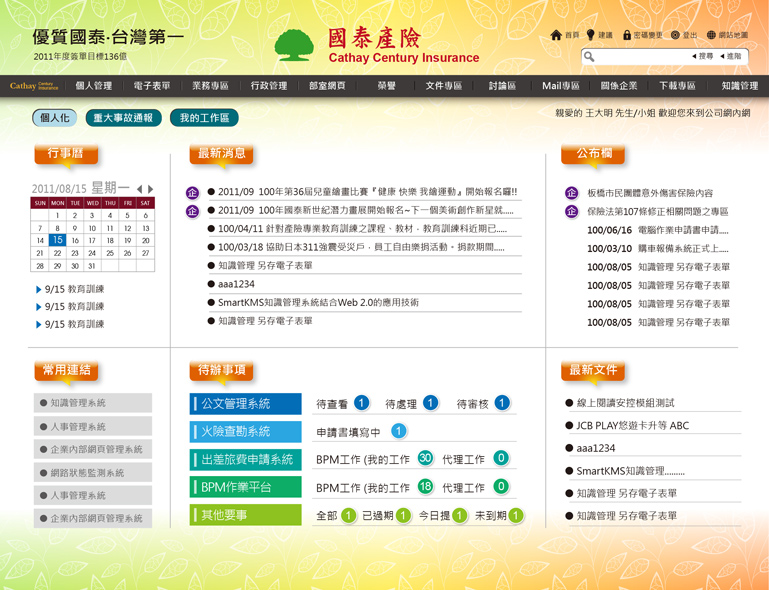 優質國泰·台灣第一
2011年度簽單目標136億
國泰產險
Cathay Century Insurance
首頁 建議 密碼變更 登出 網站地圖
搜尋 進階
Cathay Century Insurance 個人管理 電子表單 業務專區 行政管理 部室網頁 榮譽 文件專區 討論區 Mail專區 關係企業 下載專區 知識管理
個人化 重大事故通報 我的工作區
親愛的 王大明 先生/小姐 歡迎您來到公司網內網
行事曆
2011/08/15 星期一
SUN MON TUE WED THU FRI SAT
1 2 3 4 5 6
7 8 9 10 11 12 13
14 15 16 17 18 19 20
21 22 23 24 25 26 27
28 29 30 31
9/15 教育訓練
9/15 教育訓練
9/15 教育訓練
最新消息
企 ● 2011/09 100年第36屆兒童繪畫比賽『健康 快樂 我繪運動』開始報名囉!!
企 ● 2011/09 100年國泰新世紀潛力畫展開始報名~下一個美術創作新星就.....
● 100/04/11 針對產險專業教育訓練之課程、教材，教育訓練科近期已.....
● 100/03/18 協助日本311強震受災戶，員工自由樂捐活動。捐款期間.....
● 知識管理 另存電子表單
● aaa1234
● SmartKMS知識管理系統結合Web 2.0的應用技術
● 知識管理 另存電子表單
公布欄
企 板橋市民團體意外傷害保險內容
企 保險法第107條修正相關問題之專區
100/06/16 電腦作業申請書申請.....
100/03/10 購車報備系統正式上.....
100/08/05 知識管理 另存電子表單
100/08/05 知識管理 另存電子表單
100/08/05 知識管理 另存電子表單
100/08/05 知識管理 另存電子表單
常用連結
● 知識管理系統
● 人事管理系統
● 企業內部網頁管理系統
● 網路狀態監測系統
● 人事管理系統
● 企業內部網頁管理系統
待辦事項
公文管理系統 待查看 1 待處理 1 待審核 1
火險查勘系統 申請書填寫中 1
出差旅費申請系統 BPM工作 (我的工作 30 代理工作 0
BPM作業平台 BPM工作 (我的工作 18 代理工作 0
其他要事 全部 1 已過期 1 今日提 1 未到期 1
最新文件
● 線上閱讀安控模組測試
● JCB PLAY悠遊卡升等 ABC
● aaa1234
● SmartKMS知識管理.........
● 知識管理 另存電子表單
● 知識管理 另存電子表單